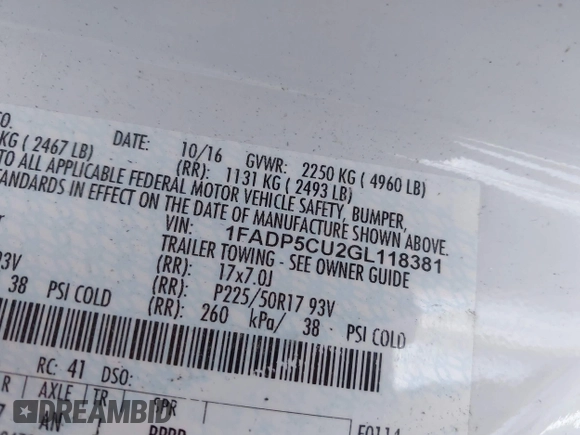 CO.
DATE: 10/16 GVWR: 2250 KG ( 4960 LB)
KG ( 2467 LB) (RR): 1131 KG ( 2493 LB)
TO ALL APPLICABLE FEDERAL MOTOR VEHICLE SAFETY, BUMPER,
STANDARDS IN EFFECT ON THE DATE OF MANUFACTURE SHOWN ABOVE.
VIN: 1FADP5CU2GL118381
TRAILER TOWING - SEE OWNER GUIDE
(RR): 17x7.0J
93V (RR): P225/50R17 93V
38 PSI COLD (RR): 260 kPa/ 38 - PSI COLD
RC: 41 DSO:
R AXLE TR SPR
DREAMBID